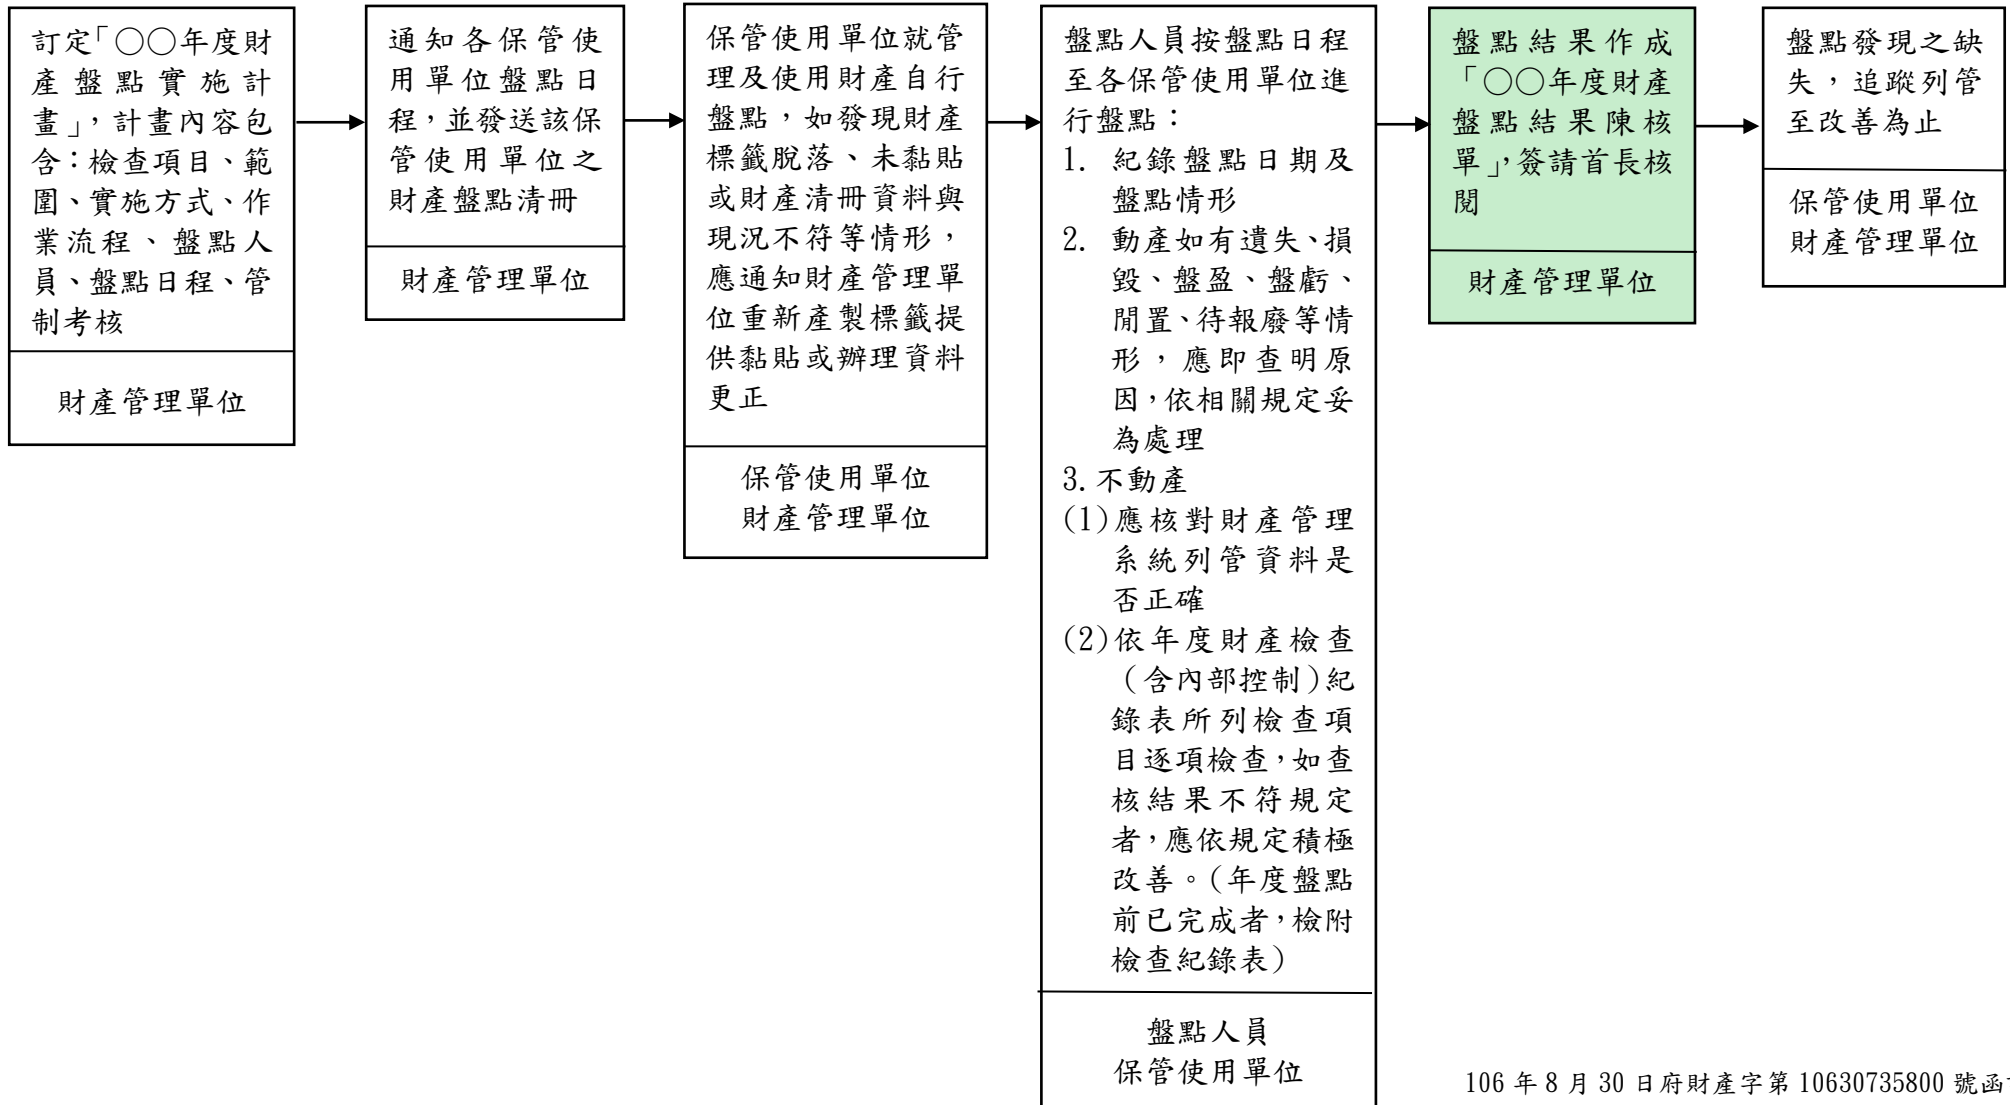 訂定「○○年度財
產盤點實施計
畫」，計畫內容包
含：檢查項目、範
圍、實施方式、作
業流程、盤點人
員、盤點日程、管
制考核
財產管理單位
通知各保管使
用單位盤點日
程，並發送該保
管使用單位之
財產盤點清冊
財產管理單位
保管使用單位就管
理及使用財產自行
盤點，如發現財產
標籤脫落、未黏貼
或財產清冊資料與
現況不符等情形，
應通知財產管理單
位重新產製標籤提
供黏貼或辦理資料
更正
保管使用單位
財產管理單位
盤點人員按盤點日程
至各保管使用單位進
行盤點：
1. 紀錄盤點日期及
盤點情形
2. 動產如有遺失、損
毀、盤盈、盤虧、
閒置、待報廢等情
形，應即查明原
因，依相關規定妥
為處理
3.不動產
(1)應核對財產管理
系統列管資料是
否正確
(2)依年度財產檢查
（含內部控制）紀
錄表所列檢查項
目逐項檢查，如查
核結果不符規定
者，應依規定積極
改善。（年度盤點
前已完成者，檢附
檢查紀錄表）
盤點人員
保管使用單位
盤點結果作成
「○○年度財產
盤點結果陳核
單」，簽請首長核
閱
財產管理單位
盤點發現之缺
失，追蹤列管
至改善為止
保管使用單位
財產管理單位
106 年 8 月 30 日府財產字第 10630735800 號函